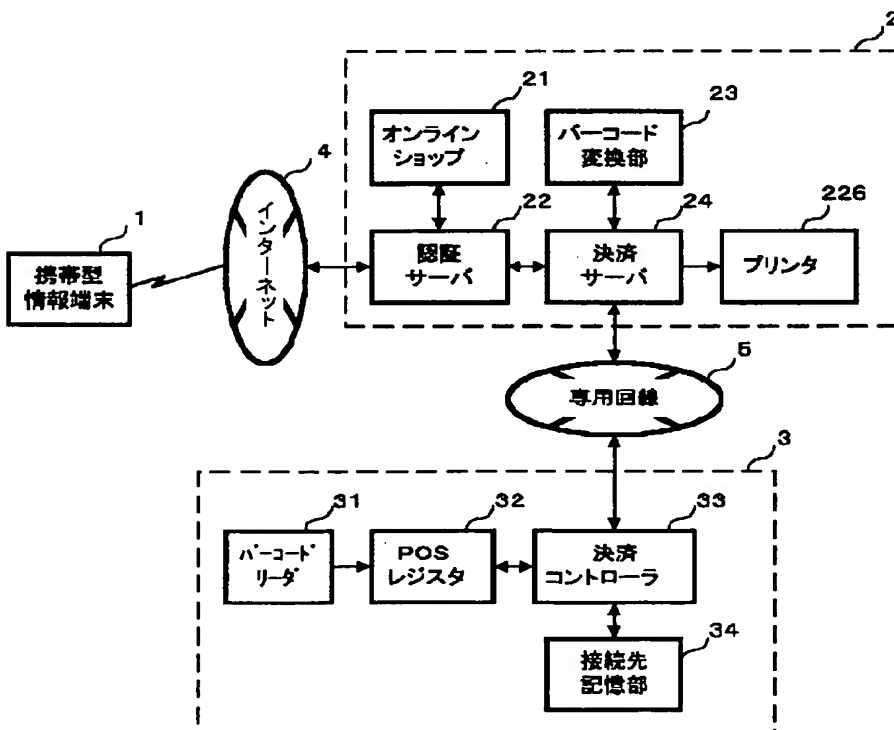 2
21
オンライン
ショップ
23
バーコード
変換部
4
インターネット
22
認証
サーバ
24
決済
サーバ
226
プリンタ
1
携帯型
情報端末
5
専用回線
3
31
バーコード
リーダ
32
POS
レジスタ
33
決済
コントローラ
34
接続先
記憶部